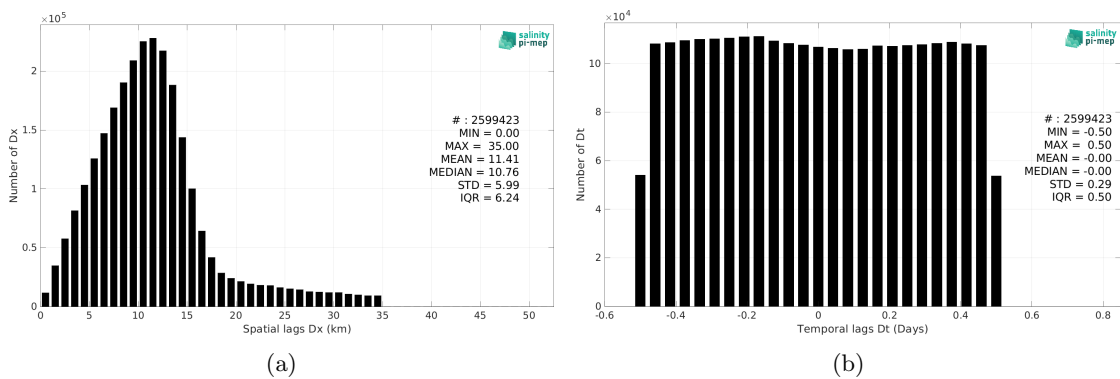 ×10⁵
2
1.5
1
0.5
0
Number of Dx
0 5 10 15 20 25 30 35 40 45 50
Spatial lags Dx (km)
salinity
pi-mep
# : 2599423
MIN = 0.00
MAX = 35.00
MEAN = 11.41
MEDIAN = 10.76
STD = 5.99
IQR = 6.24
(a)
×10⁴
10
8
6
4
2
0
Number of Dt
-0.6 -0.4 -0.2 0 0.2 0.4 0.6 0.8
Temporal lags Dt (Days)
salinity
pi-mep
# : 2599423
MIN = -0.50
MAX = 0.50
MEAN = -0.00
MEDIAN = -0.00
STD = 0.29
IQR = 0.50
(b)